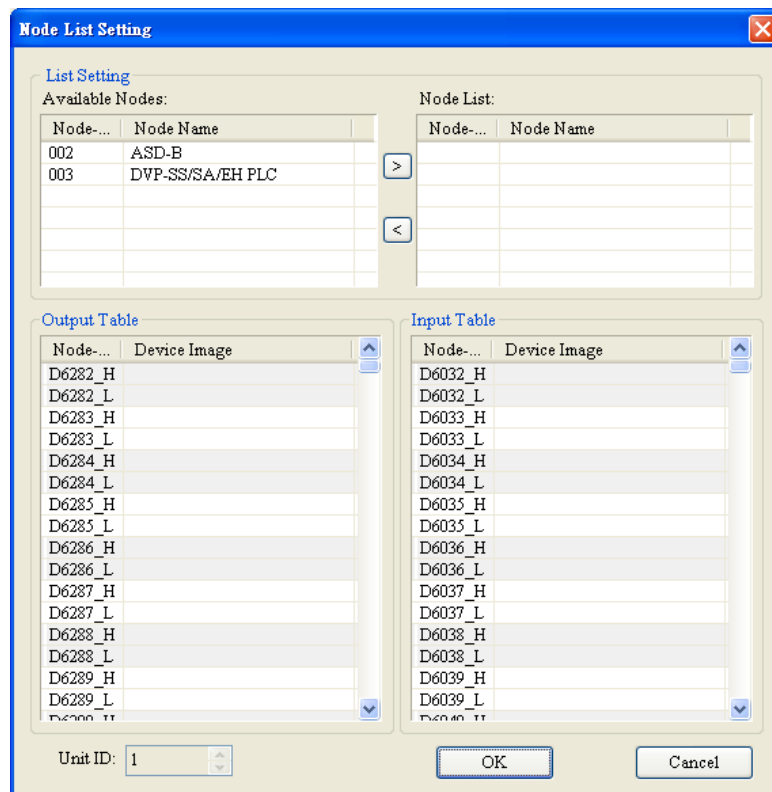 Node List Setting
List Setting
Available Nodes:
Node-... Node Name
002 ASD-B
003 DVP-SS/SA/EH PLC
>
<
Node List:
Node-... Node Name
Output Table
Node-... Device Image
D6282_H
D6282_L
D6283_H
D6283_L
D6284_H
D6284_L
D6285_H
D6285_L
D6286_H
D6286_L
D6287_H
D6287_L
D6288_H
D6288_L
D6289_H
D6289_L
Input Table
Node-... Device Image
D6032_H
D6032_L
D6033_H
D6033_L
D6034_H
D6034_L
D6035_H
D6035_L
D6036_H
D6036_L
D6037_H
D6037_L
D6038_H
D6038_L
D6039_H
D6039_L
Unit ID: 1
OK
Cancel